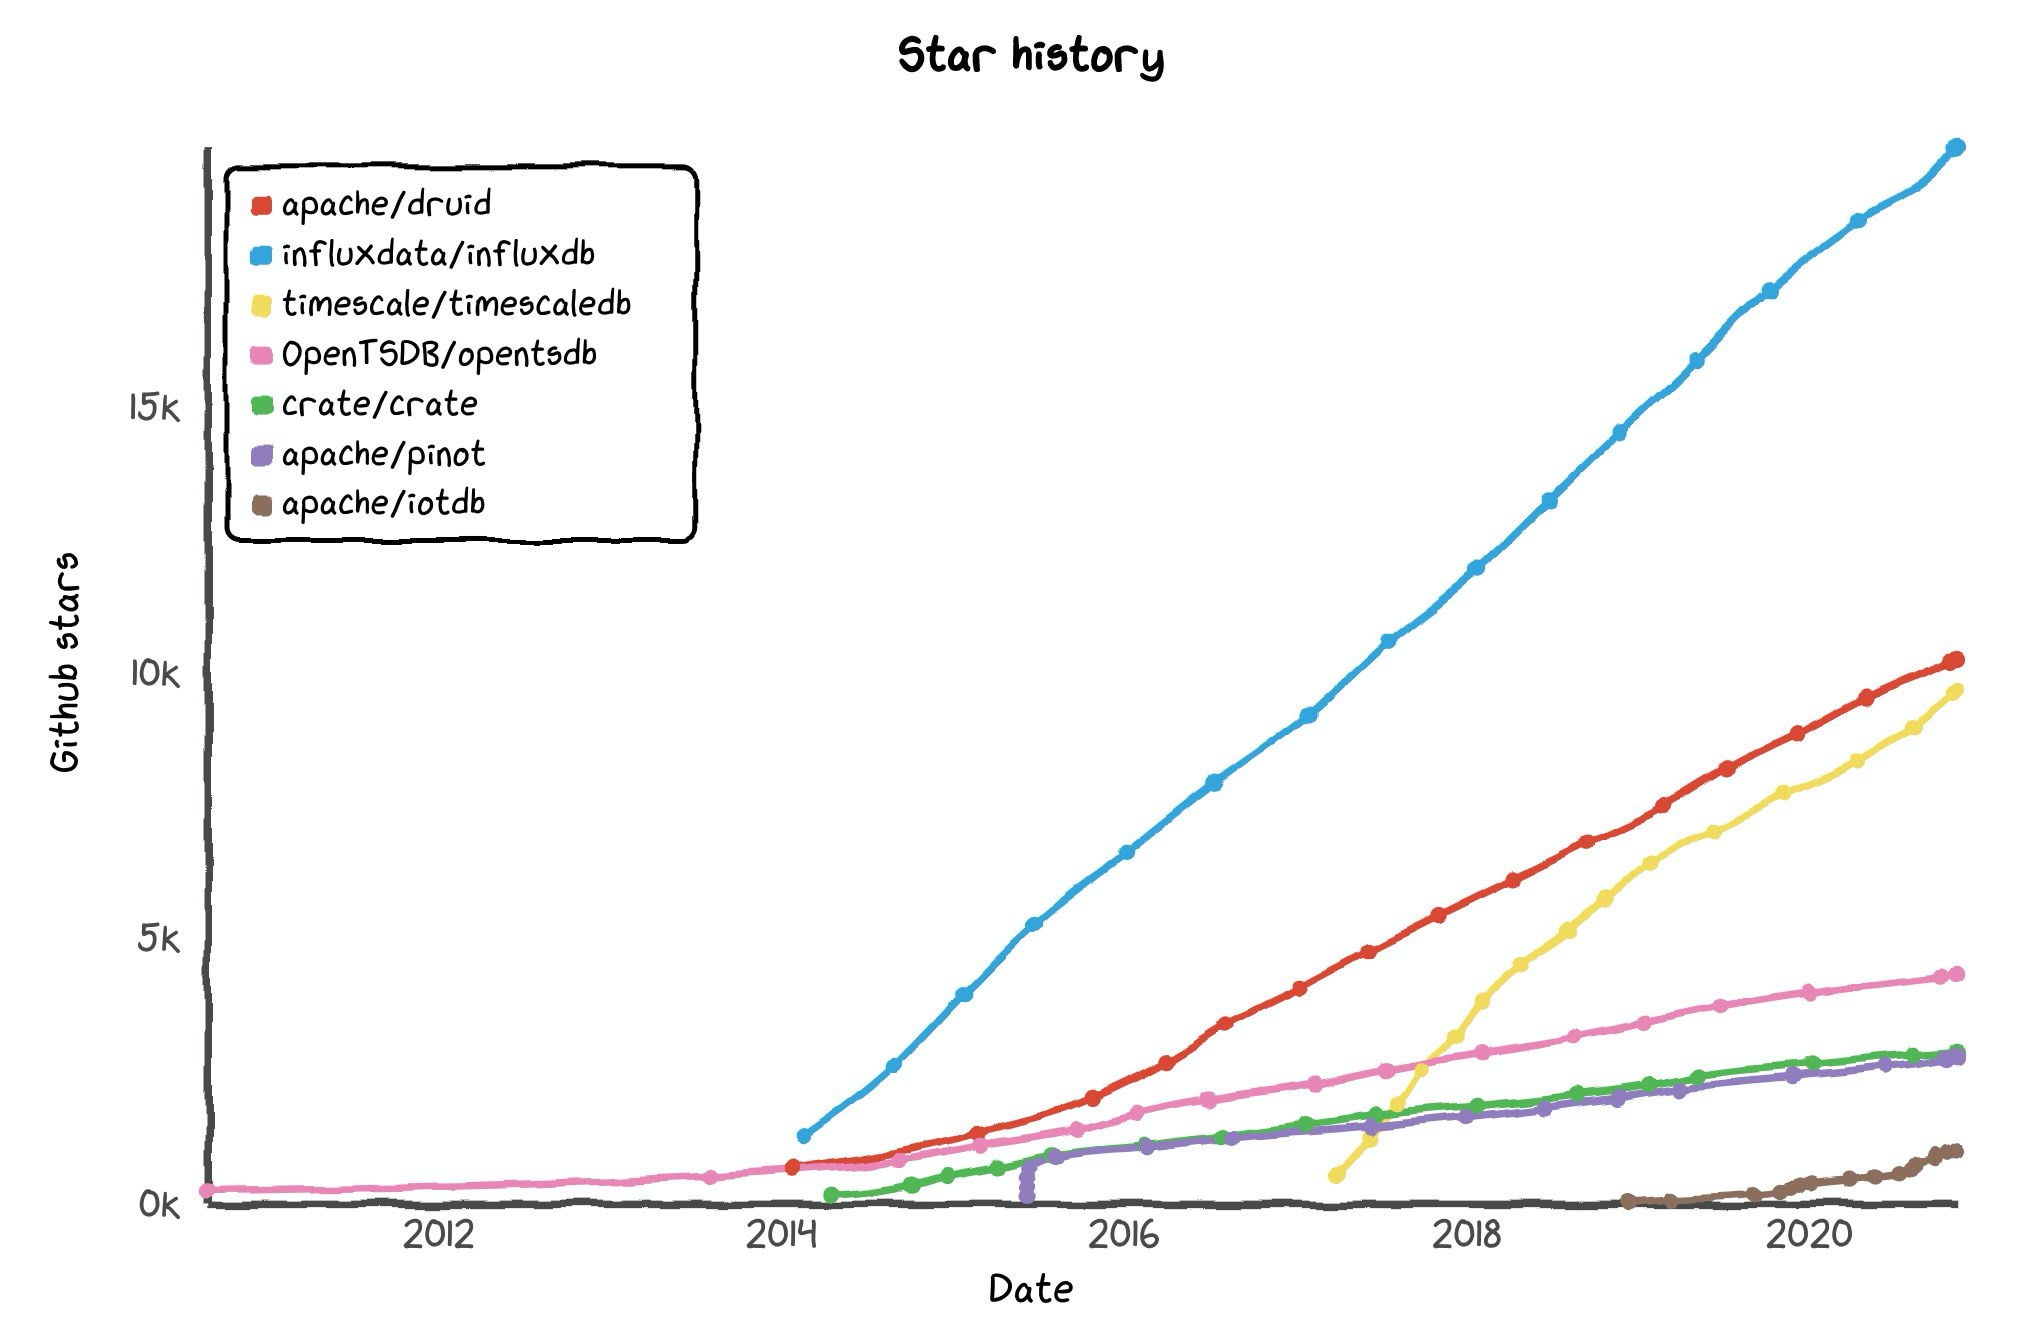 Star history
apache/druid
influxdata/influxdb
timescale/timescaledb
OpenTSDB/opentsdb
crate/crate
apache/pinot
apache/iotdb
Github stars
15k
10k
5k
0k
2012
2014
2016
2018
2020
Date